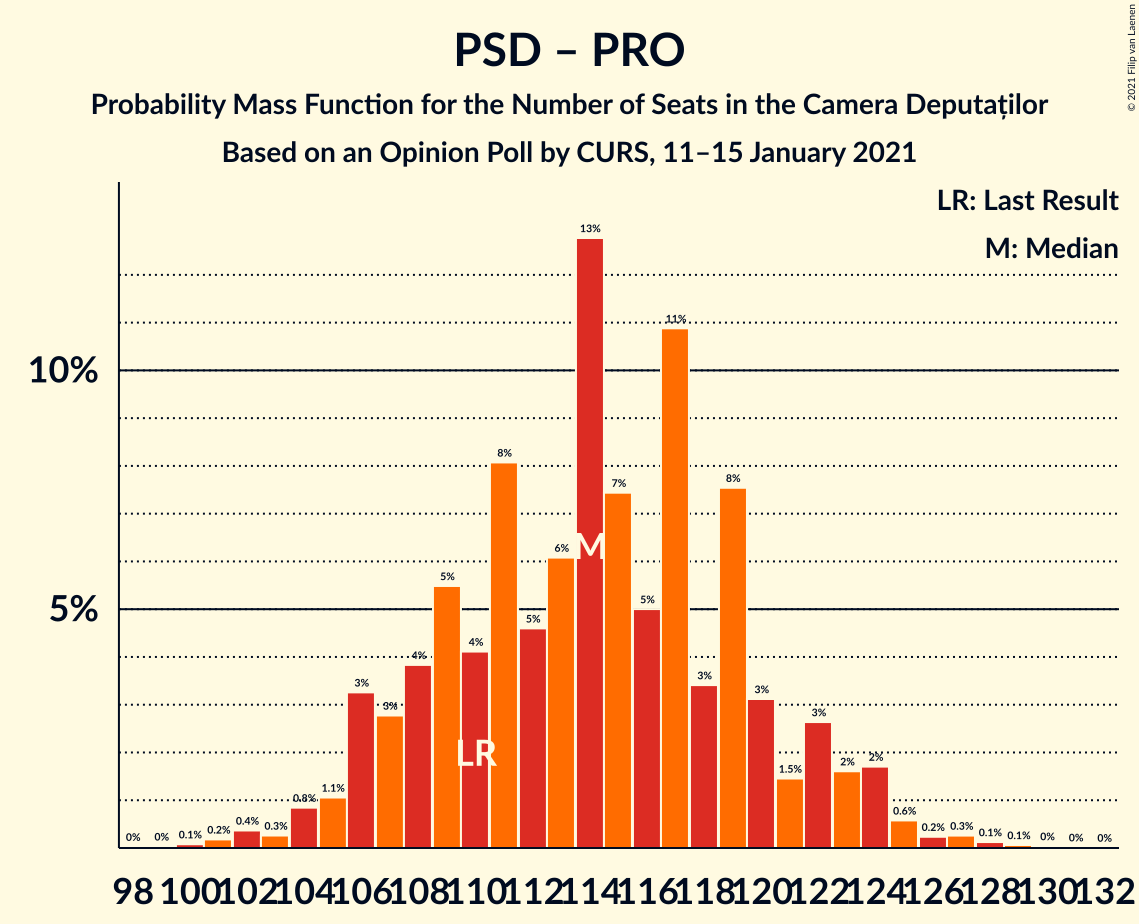 PSD – PRO
Probability Mass Function for the Number of Seats in the Camera Deputaților
Based on an Opinion Poll by CURS, 11–15 January 2021
© 2021 Filip van Laenen
LR: Last Result
M: Median
10%
5%
0% 0% 0.1% 0.2% 0.4% 0.3% 0.8% 1.1% 3% 3% 4% 5% 4% 8% 5% 6% 13% 7% 5% 11% 3% 8% 3% 1.5% 3% 2% 2% 0.6% 0.2% 0.3% 0.1% 0.1% 0% 0% 0%
M
LR
98 100 102 104 106 108 110 112 114 116 118 120 122 124 126 128 130 132